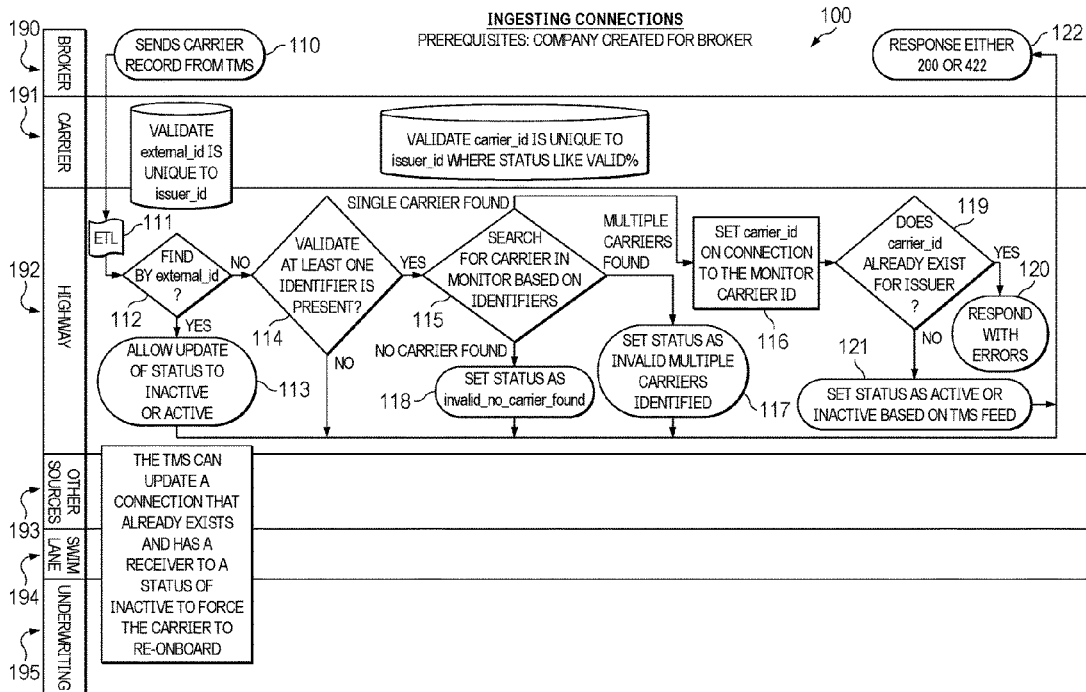 INGESTING CONNECTIONS
PREREQUISITES: COMPANY CREATED FOR BROKER
100
190
BROKER
SENDS CARRIER
RECORD FROM TMS
110
RESPONSE EITHER
200 OR 422
122
191
CARRIER
VALIDATE
external_id IS
UNIQUE TO
issuer_id
VALIDATE carrier_id IS UNIQUE TO
issuer_id WHERE STATUS LIKE VALID%
192
HIGHWAY
ETL
111
FIND
BY external_id
?
112
NO
YES
ALLOW UPDATE
OF STATUS TO
INACTIVE
OR ACTIVE
113
VALIDATE
AT LEAST ONE
IDENTIFIER IS
PRESENT?
114
YES
NO
SINGLE CARRIER FOUND
SEARCH
FOR CARRIER IN
MONITOR BASED ON
IDENTIFIERS
115
MULTIPLE
CARRIERS
FOUND
NO CARRIER FOUND
SET STATUS AS
invalid_no_carrier_found
118
SET STATUS AS
INVALID MULTIPLE
CARRIERS
IDENTIFIED
117
SET carrier_id
ON CONNECTION
TO THE MONITOR
CARRIER ID
116
DOES
carrier_id
ALREADY EXIST
FOR ISSUER
?
119
YES
120
RESPOND
WITH
ERRORS
NO
121
SET STATUS AS ACTIVE OR
INACTIVE BASED ON TMS FEED
193
OTHER
SOURCES
THE TMS CAN
UPDATE A
CONNECTION THAT
ALREADY EXISTS
AND HAS A
RECEIVER TO A
STATUS OF
INACTIVE TO FORCE
THE CARRIER TO
RE-ONBOARD
194
SWIM
LANE
195
UNDERWRITING